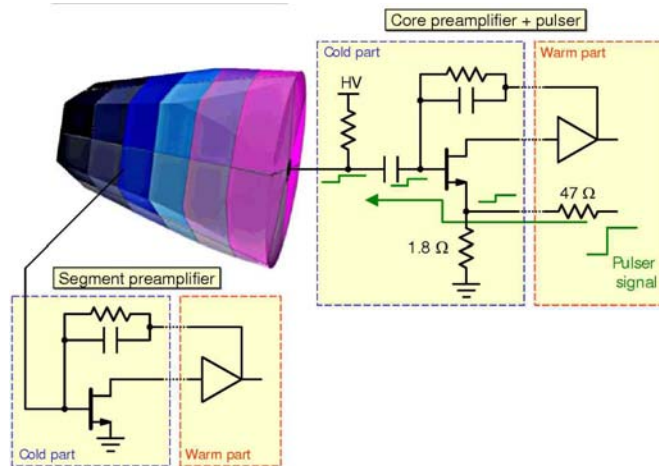 Core preamplifier + pulser
Cold part
Warm part
HV
47 Ω
1.8 Ω
Pulser
signal
Segment preamplifier
Cold part
Warm part